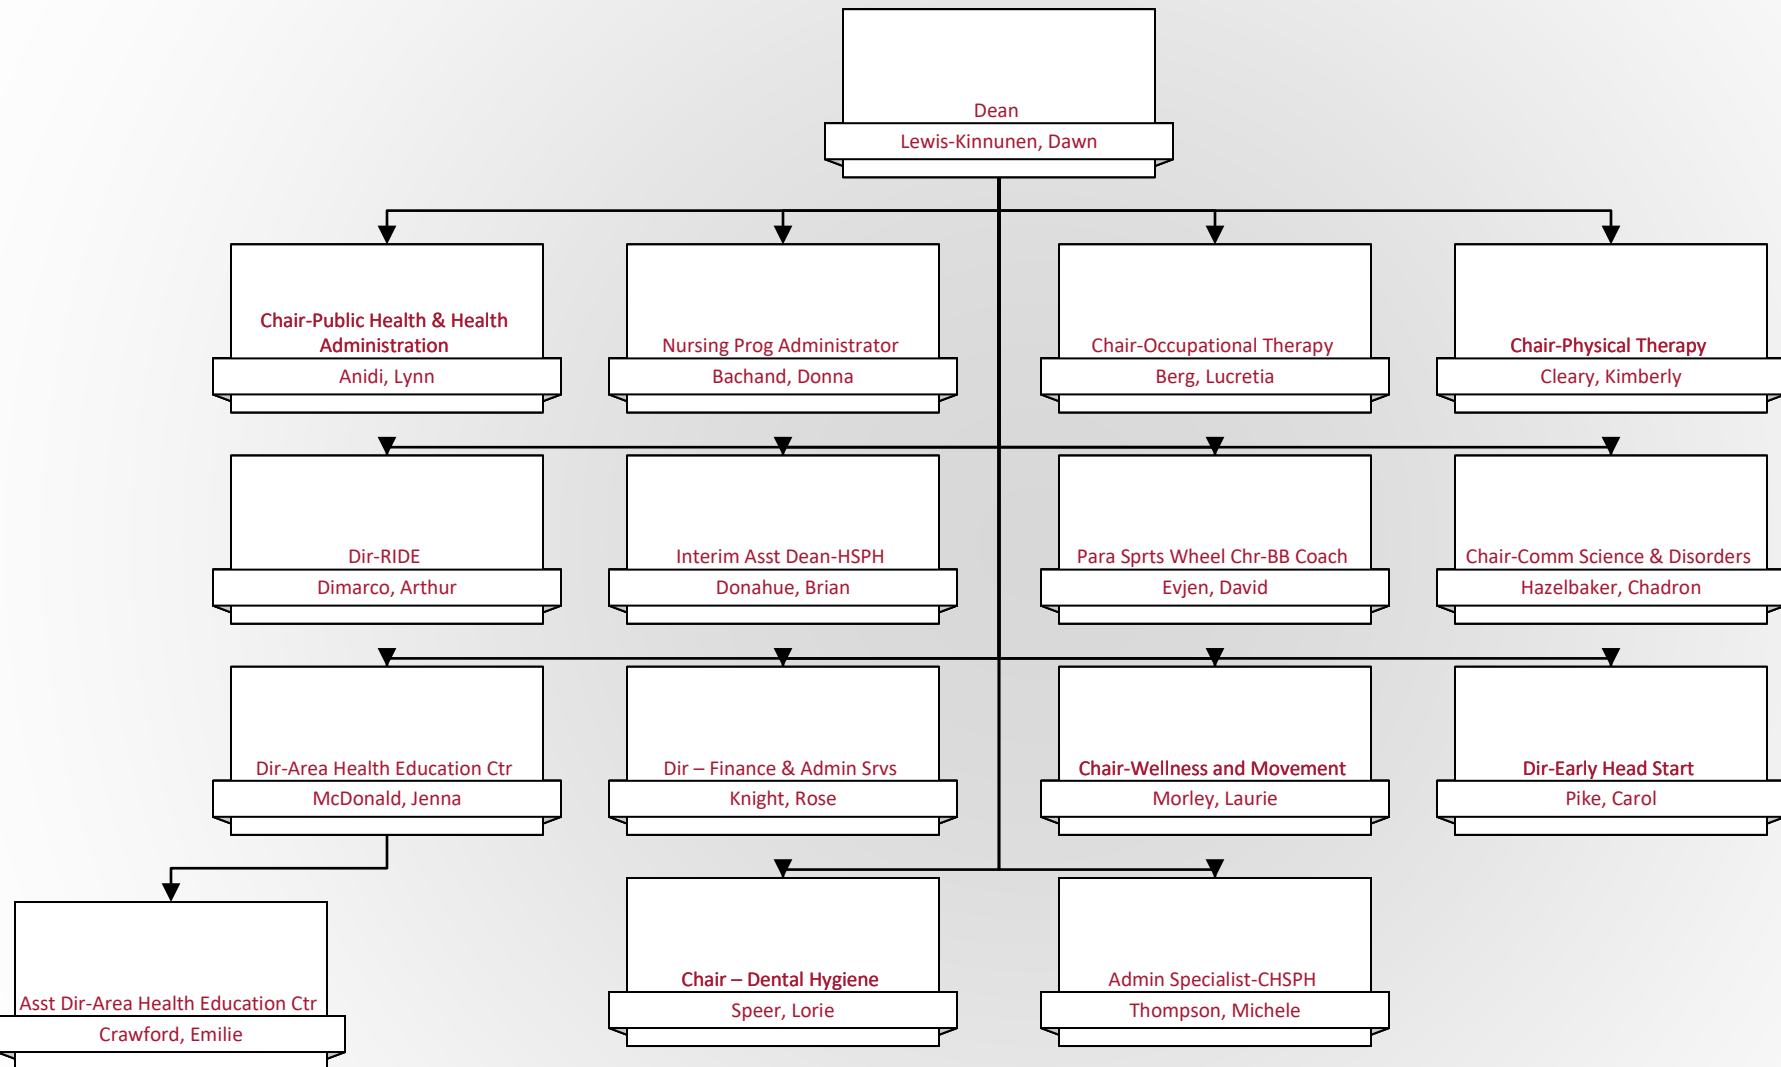 Dean
Lewis-Kinnunen, Dawn
Chair-Public Health & Health
Administration
Anidi, Lynn
Nursing Prog Administrator
Bachand, Donna
Chair-Occupational Therapy
Berg, Lucretia
Chair-Physical Therapy
Cleary, Kimberly
Dir-RIDE
Dimarco, Arthur
Interim Asst Dean-HSPH
Donahue, Brian
Para Sprts Wheel Chr-BB Coach
Evjen, David
Chair-Comm Science & Disorders
Hazelbaker, Chadron
Dir-Area Health Education Ctr
McDonald, Jenna
Dir – Finance & Admin Srvs
Knight, Rose
Chair-Wellness and Movement
Morley, Laurie
Dir-Early Head Start
Pike, Carol
Asst Dir-Area Health Education Ctr
Crawford, Emilie
Chair – Dental Hygiene
Speer, Lorie
Admin Specialist-CHSPH
Thompson, Michele